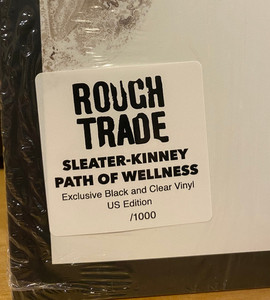 ROUGH
TRADE
SLEATER-KINNEY
PATH OF WELLNESS
Exclusive Black and Clear Vinyl
US Edition
/1000